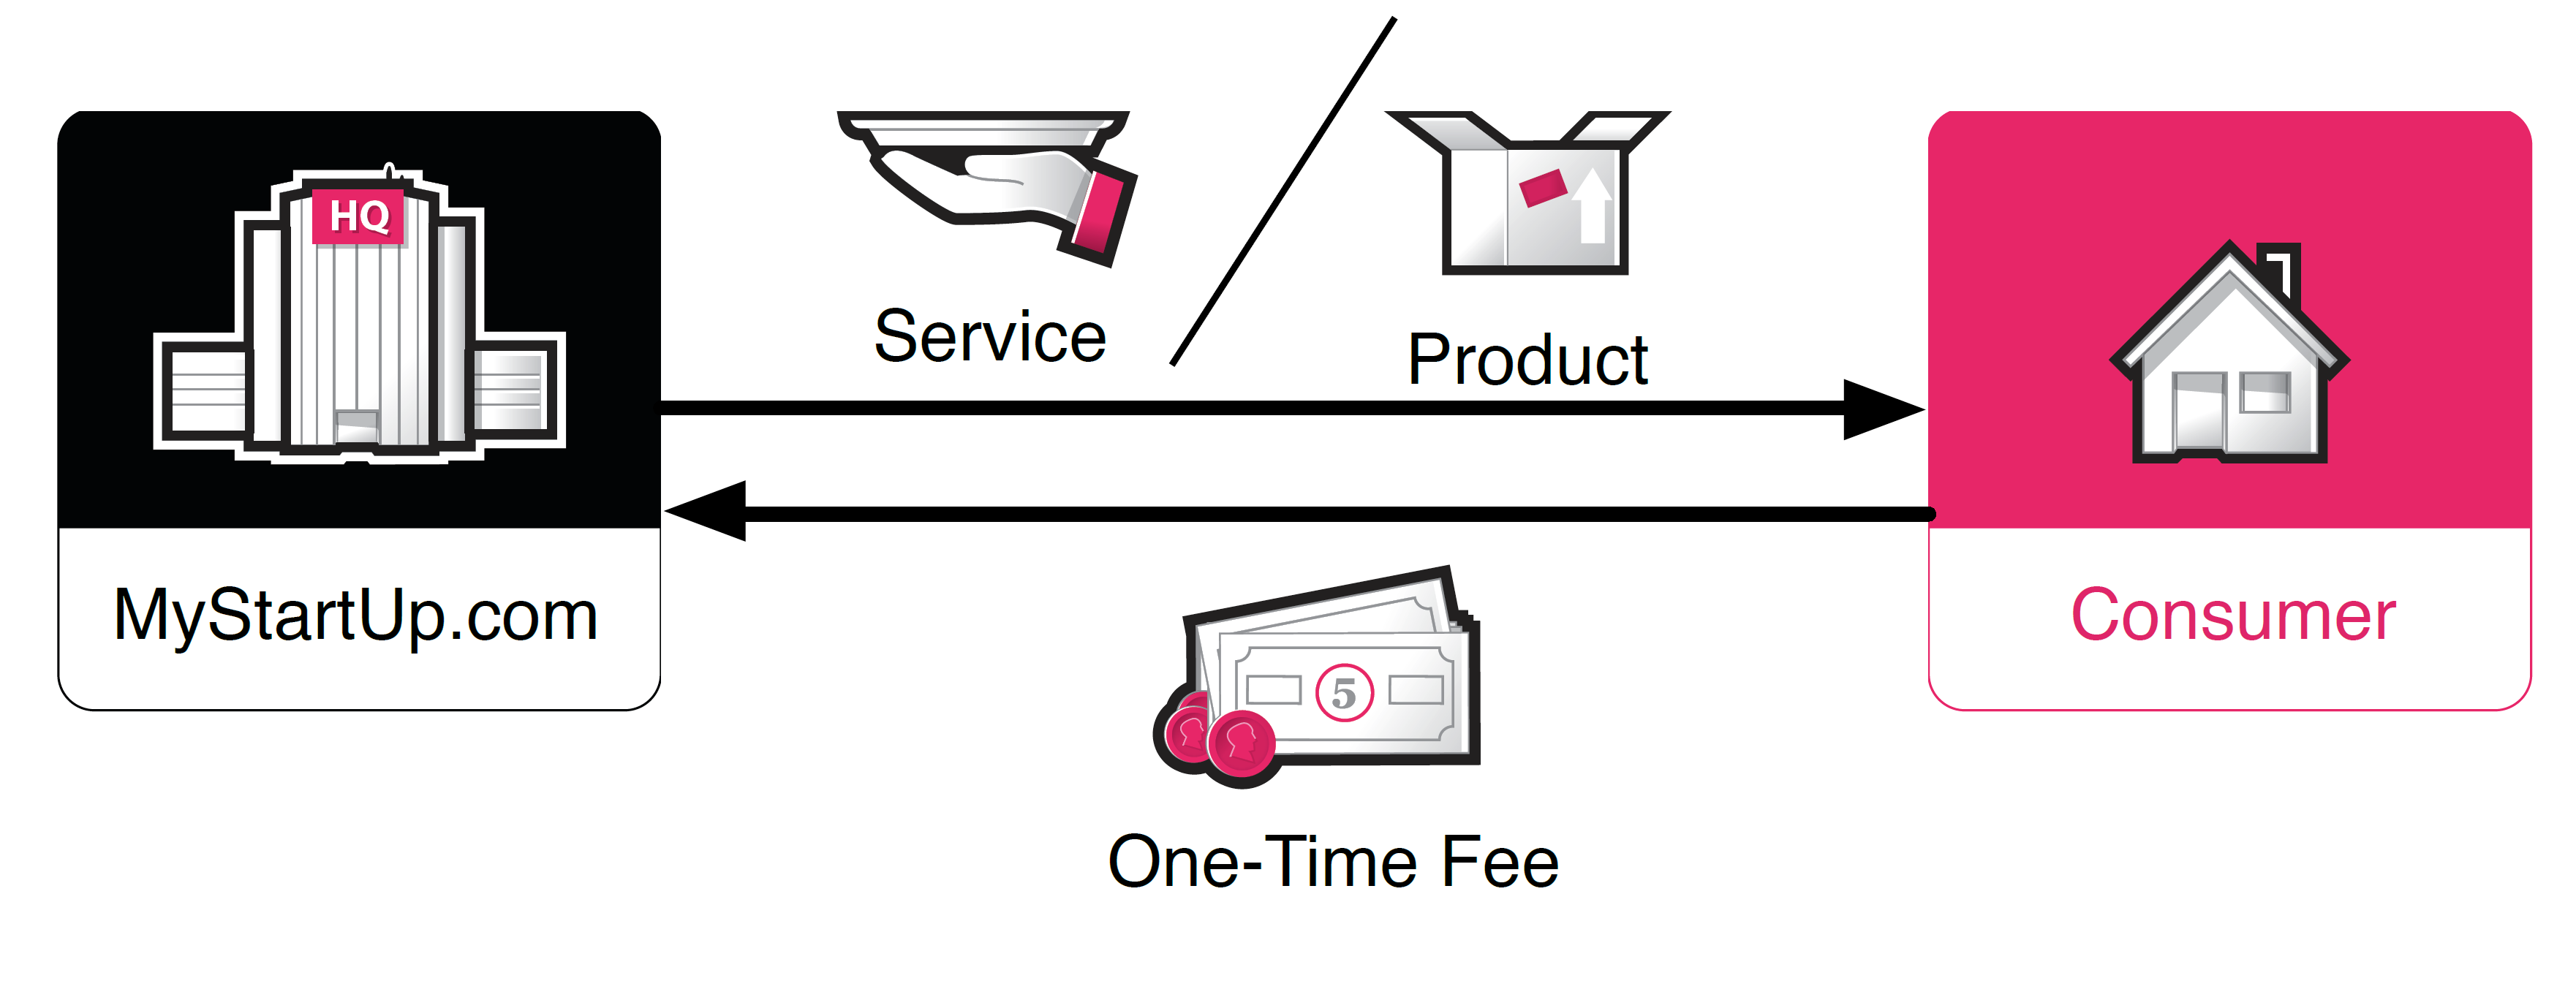 HQ
Service
Product
MyStartUp.com
Consumer
5
One-Time Fee